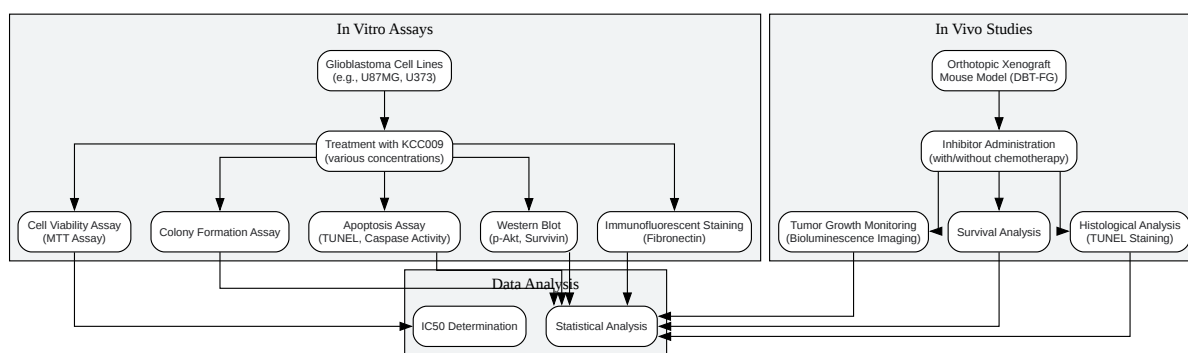 In Vitro Assays
Glioblastoma Cell Lines
(e.g., U87MG, U373)
Treatment with KCC009
(various concentrations)
Cell Viability Assay
(MTT Assay)
Colony Formation Assay
Apoptosis Assay
(TUNEL, Caspase Activity)
Western Blot
(p-Akt, Survivin)
Immunofluorescent Staining
(Fibronectin)
In Vivo Studies
Orthotopic Xenograft
Mouse Model (DBT-FG)
Inhibitor Administration
(with/without chemotherapy)
Tumor Growth Monitoring
(Bioluminescence Imaging)
Survival Analysis
Histological Analysis
(TUNEL Staining)
Data Analysis
IC50 Determination
Statistical Analysis